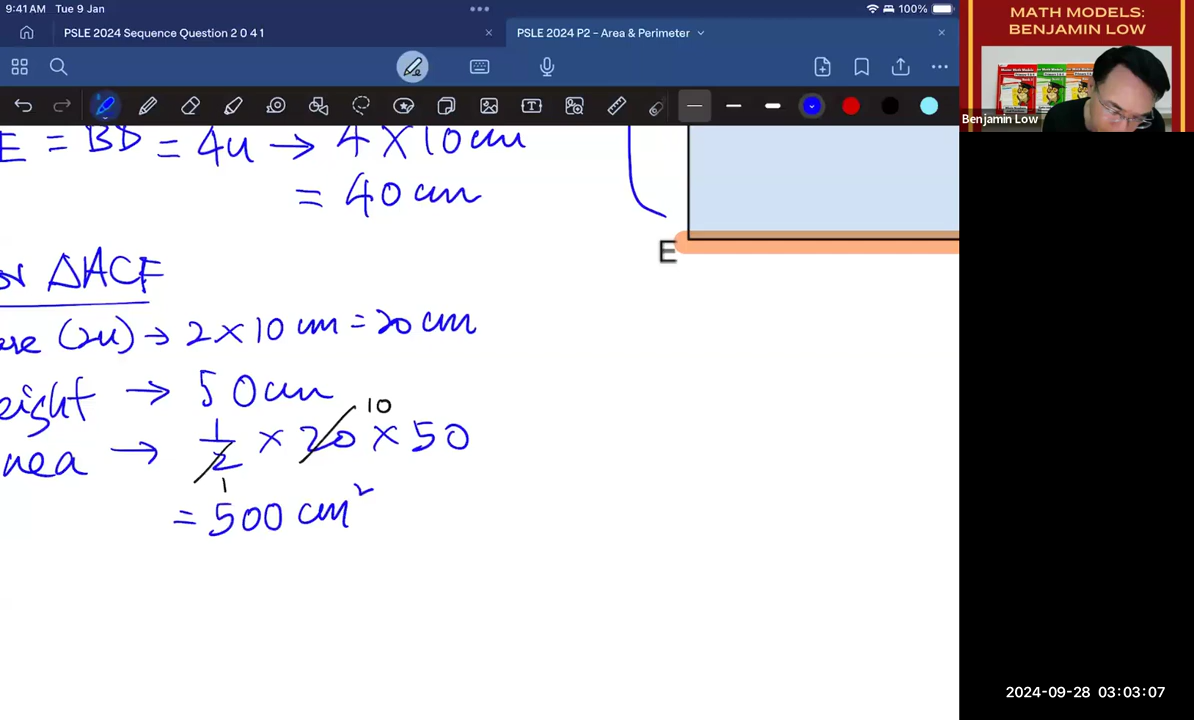 9:41 AM Tue 9 Jan
100%
PSLE 2024 Sequence Question 2 0 4 1
PSLE 2024 P2 – Area & Perimeter
MATH MODELS:
BENJAMIN LOW
Benjamin Low
E = BD = 4u → 4 × 10 cm
= 40 cm
E
△ACF
(2u) → 2 × 10 cm = 20 cm
eight → 50 cm
10
→ 1/2 × 20 × 50
1
= 500 cm²
2024-09-28 03:03:07